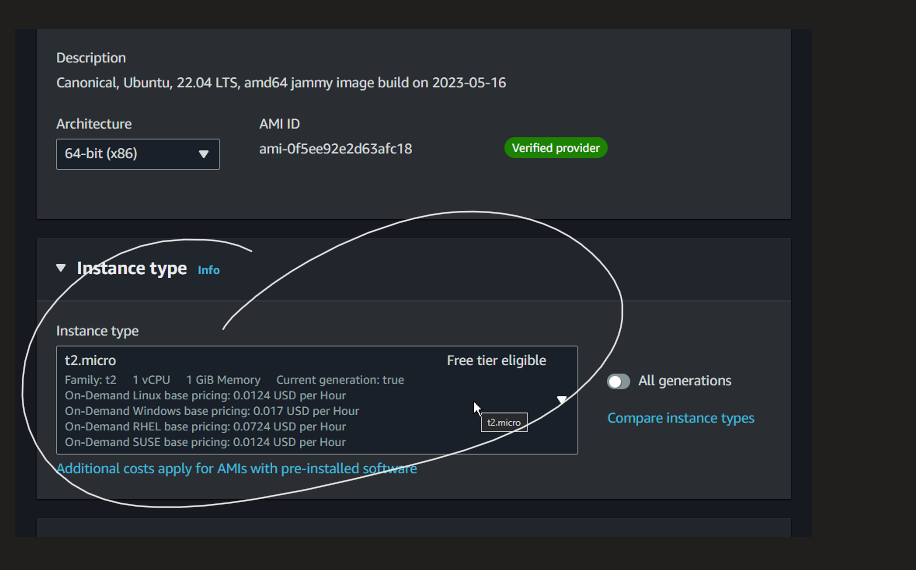 Description
Canonical, Ubuntu, 22.04 LTS, amd64 jammy image build on 2023-05-16
Architecture
AMI ID
64-bit (x86)
ami-0f5ee92e2d63afc18
Verified provider
Instance type Info
Instance type
t2.micro Free tier eligible
Family: t2 1 vCPU 1 GiB Memory Current generation: true
On-Demand Linux base pricing: 0.0124 USD per Hour
On-Demand Windows base pricing: 0.017 USD per Hour
On-Demand RHEL base pricing: 0.0724 USD per Hour
On-Demand SUSE base pricing: 0.0124 USD per Hour
t2.micro
All generations
Compare instance types
Additional costs apply for AMIs with pre-installed software